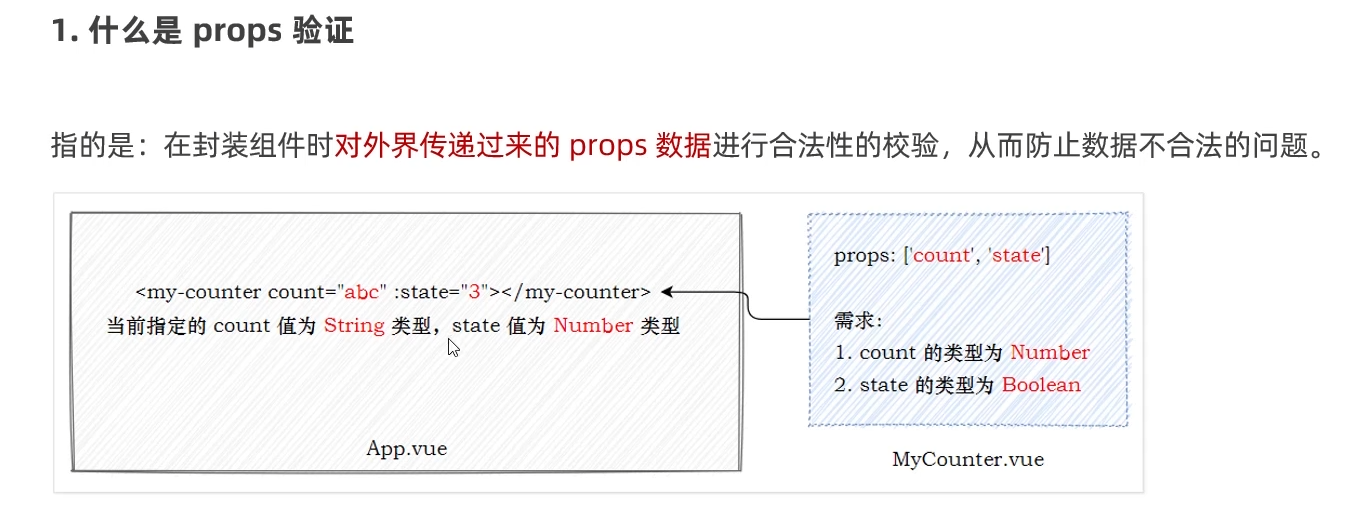 1. 什么是 props 验证
指的是：在封装组件时对外界传递过来的 props 数据进行合法性的校验，从而防止数据不合法的问题。
<my-counter count="abc" :state="3"></my-counter>
当前指定的 count 值为 String 类型，state 值为 Number 类型
App.vue
props: ['count', 'state']
需求：
1. count 的类型为 Number
2. state 的类型为 Boolean
MyCounter.vue